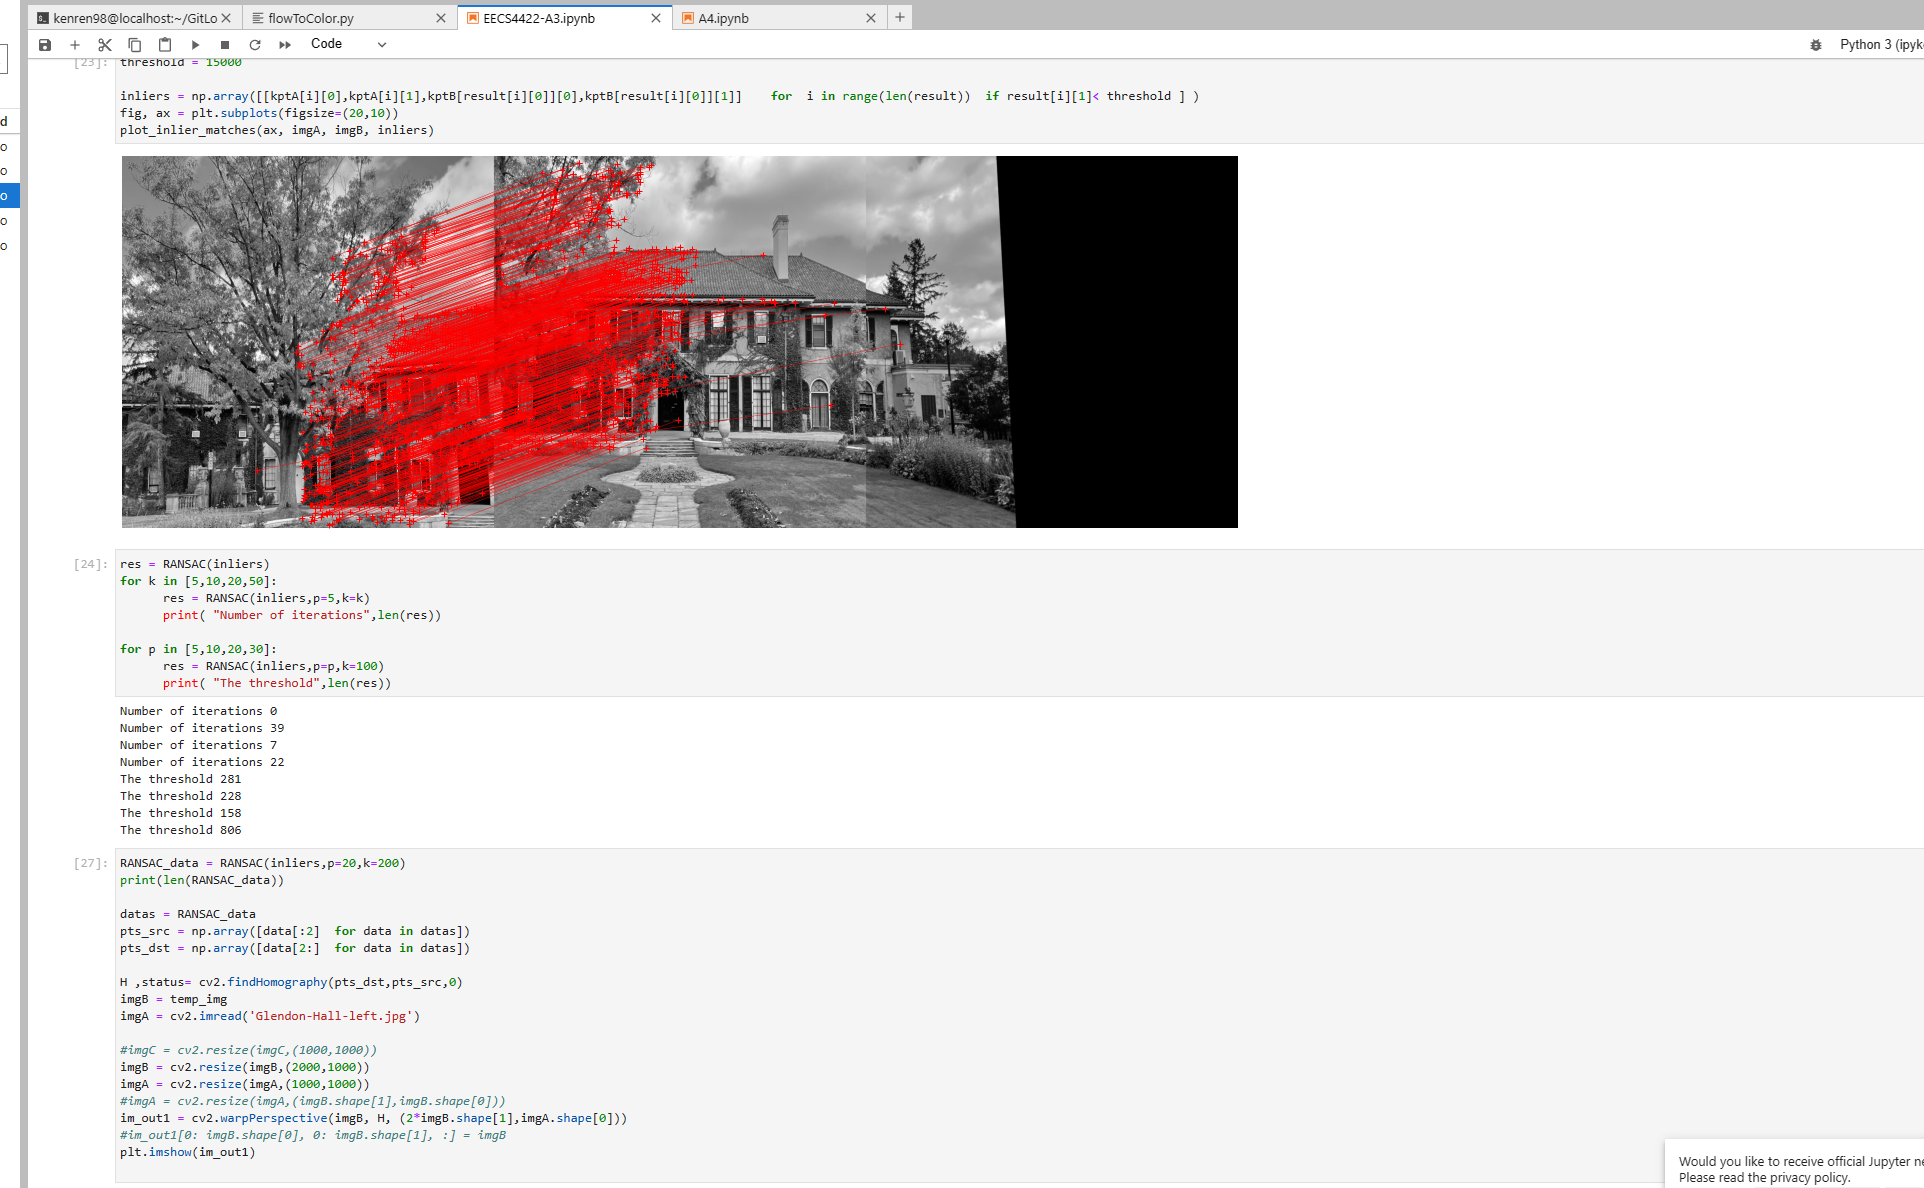 kenren98@localhost:~/GitLo
flowToColor.py
EECS4422-A3.ipynb
A4.ipynb
Code
Python 3 (ipyk
d
o
o
o
o
o
[23]: threshold = 15000
inliers = np.array([[kptA[i][0],kptA[i][1],kptB[result[i][0]][0],kptB[result[i][0]][1]]    for  i in range(len(result))  if result[i][1]< threshold ] )
fig, ax = plt.subplots(figsize=(20,10))
plot_inlier_matches(ax, imgA, imgB, inliers)
[24]: res = RANSAC(inliers)
for k in [5,10,20,50]:
      res = RANSAC(inliers,p=5,k=k)
      print( "Number of iterations",len(res))
for p in [5,10,20,30]:
      res = RANSAC(inliers,p=p,k=100)
      print( "The threshold",len(res))
Number of iterations 0
Number of iterations 39
Number of iterations 7
Number of iterations 22
The threshold 281
The threshold 228
The threshold 158
The threshold 806
[27]: RANSAC_data = RANSAC(inliers,p=20,k=200)
print(len(RANSAC_data))
datas = RANSAC_data
pts_src = np.array([data[:2]  for data in datas])
pts_dst = np.array([data[2:]  for data in datas])
H ,status= cv2.findHomography(pts_dst,pts_src,0)
imgB = temp_img
imgA = cv2.imread('Glendon-Hall-left.jpg')
#imgC = cv2.resize(imgC,(1000,1000))
imgB = cv2.resize(imgB,(2000,1000))
imgA = cv2.resize(imgA,(1000,1000))
#imgA = cv2.resize(imgA,(imgB.shape[1],imgB.shape[0]))
im_out1 = cv2.warpPerspective(imgB, H, (2*imgB.shape[1],imgA.shape[0]))
#im_out1[0: imgB.shape[0], 0: imgB.shape[1], :] = imgB
plt.imshow(im_out1)
Would you like to receive official Jupyter ne
Please read the privacy policy.